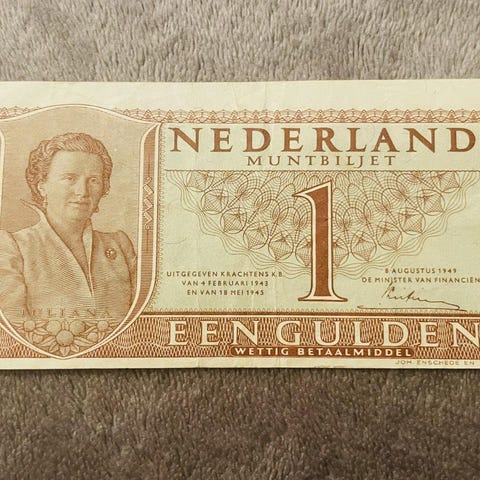 NEDERLAND
MUNTBILJET
1
UITGEGEVEN KRACHTENS K.B.
VAN 4 FEBRUARI 1943
EN VAN 18 MEI 1945
8 AUGUSTUS 1949
DE MINISTER VAN FINANCIËN
JULIANA
EEN GULDEN
WETTIG BETAALMIDDEL
JOH. ENSCHEDÉ EN